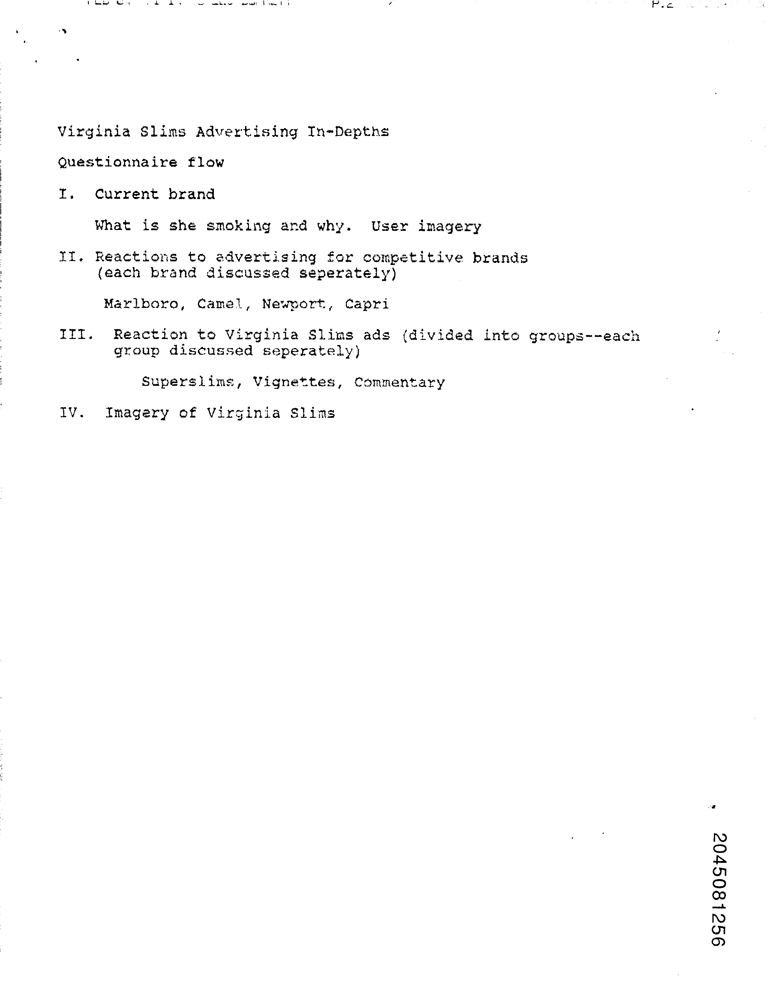 P.2
Virginia Slims Advertising In-Depths
Questionnaire flow
I. Current brand
What is she smoking and why. User imagery
II. Reactions to advertising for competitive brands
(each brand discussed seperately)
Marlboro, Camel, Newport, Capri
III. Reaction to Virginia Slims ads (divided into groups--each
group discussed seperately)
Superslims, Vignettes, Commentary
IV. Imagery of Virginia Slims
2045081256